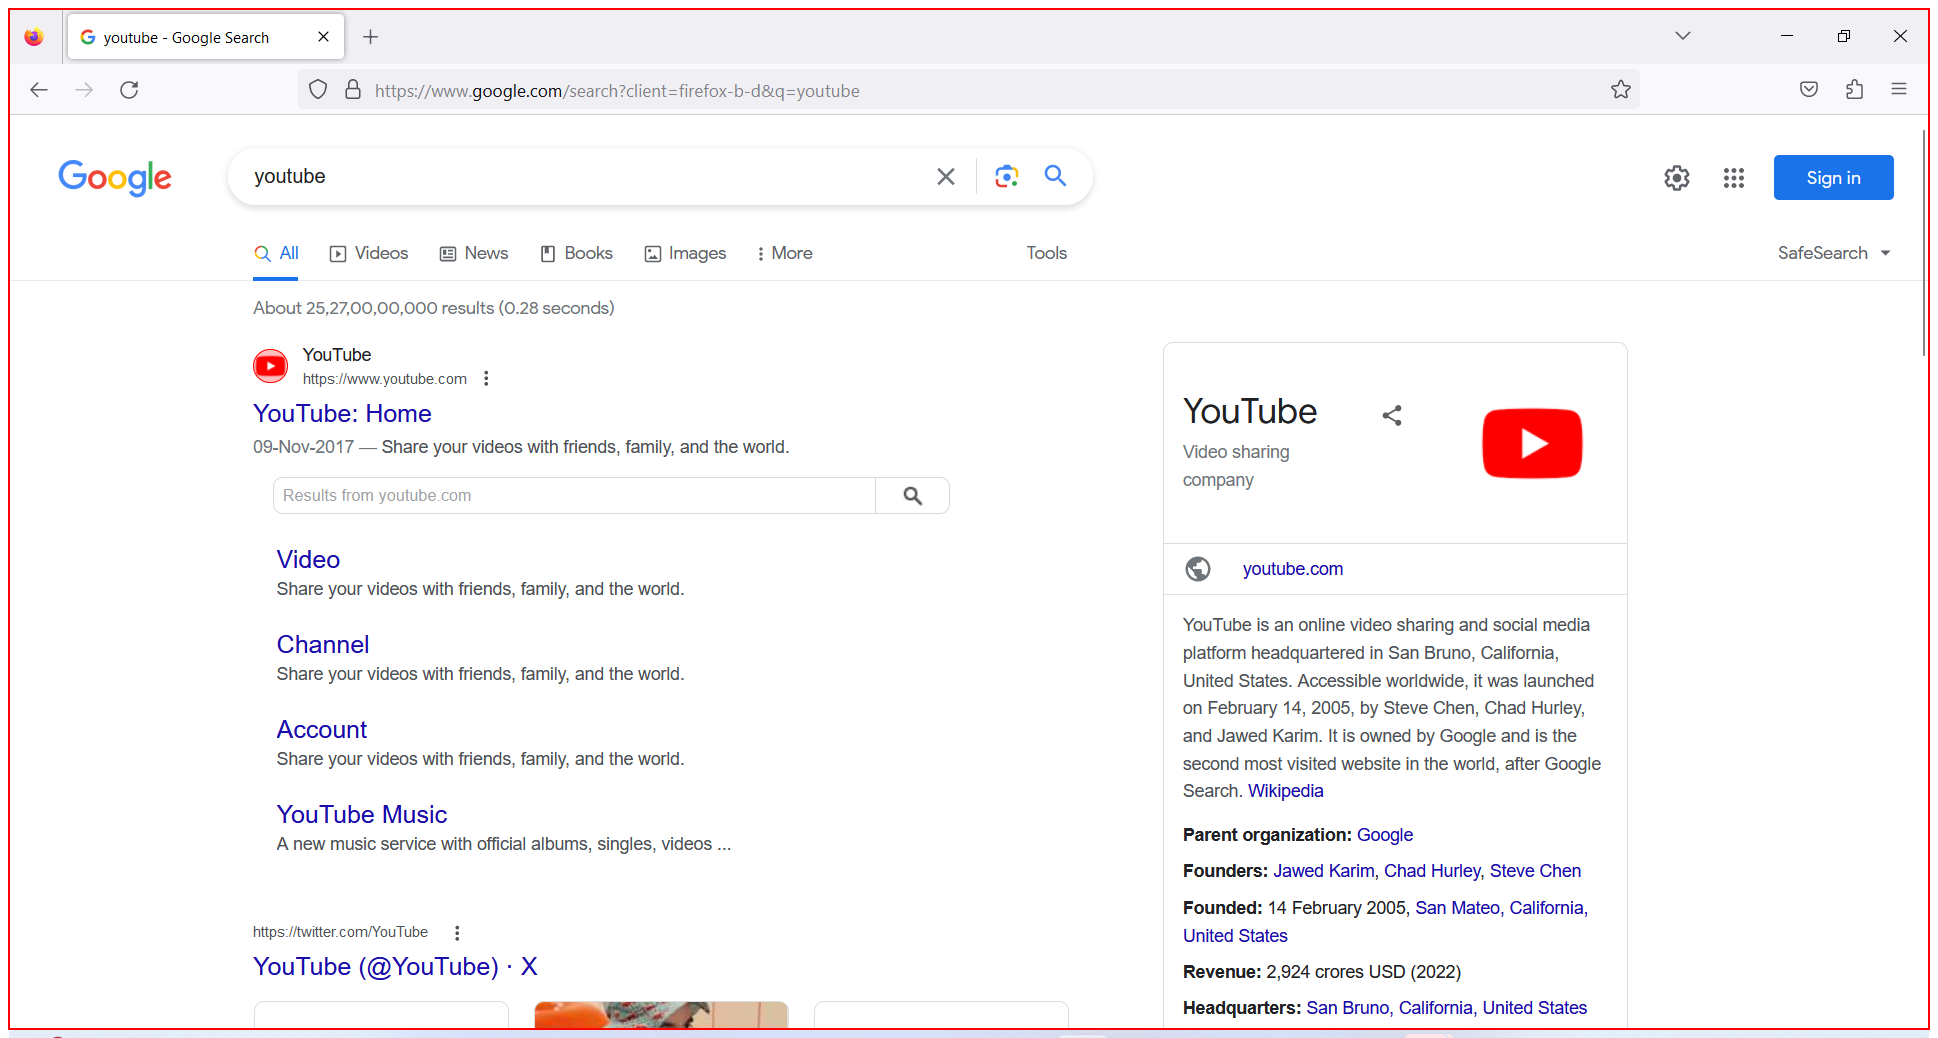 youtube - Google Search
https://www.google.com/search?client=firefox-b-d&q=youtube
Google
youtube
Sign in
All
Videos
News
Books
Images
More
Tools
SafeSearch
About 25,27,00,00,000 results (0.28 seconds)
YouTube
https://www.youtube.com
YouTube: Home
09-Nov-2017 — Share your videos with friends, family, and the world.
Results from youtube.com
Video
Share your videos with friends, family, and the world.
Channel
Share your videos with friends, family, and the world.
Account
Share your videos with friends, family, and the world.
YouTube Music
A new music service with official albums, singles, videos ...
https://twitter.com/YouTube
YouTube (@YouTube) · X
YouTube
Video sharing
company
youtube.com
YouTube is an online video sharing and social media
platform headquartered in San Bruno, California,
United States. Accessible worldwide, it was launched
on February 14, 2005, by Steve Chen, Chad Hurley,
and Jawed Karim. It is owned by Google and is the
second most visited website in the world, after Google
Search. Wikipedia
Parent organization: Google
Founders: Jawed Karim, Chad Hurley, Steve Chen
Founded: 14 February 2005, San Mateo, California,
United States
Revenue: 2,924 crores USD (2022)
Headquarters: San Bruno, California, United States